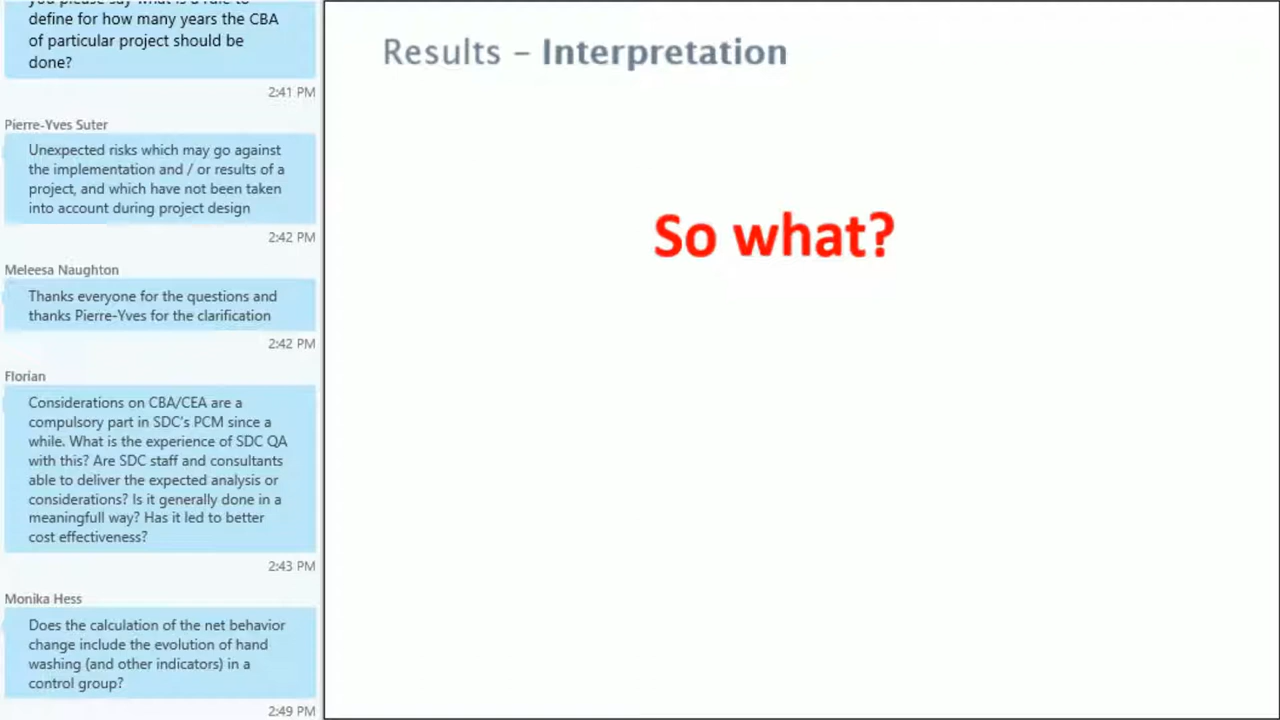 you please say what is a rule to
define for how many years the CBA
of particular project should be
done?
2:41 PM
Pierre-Yves Suter
Unexpected risks which may go against
the implementation and / or results of a
project, and which have not been taken
into account during project design
2:42 PM
Meleesa Naughton
Thanks everyone for the questions and
thanks Pierre-Yves for the clarification
2:42 PM
Florian
Considerations on CBA/CEA are a
compulsory part in SDC's PCM since a
while. What is the experience of SDC QA
with this? Are SDC staff and consultants
able to deliver the expected analysis or
considerations? Is it generally done in a
meaningfull way? Has it led to better
cost effectiveness?
2:43 PM
Monika Hess
Does the calculation of the net behavior
change include the evolution of hand
washing (and other indicators) in a
control group?
2:49 PM
Results – Interpretation
So what?